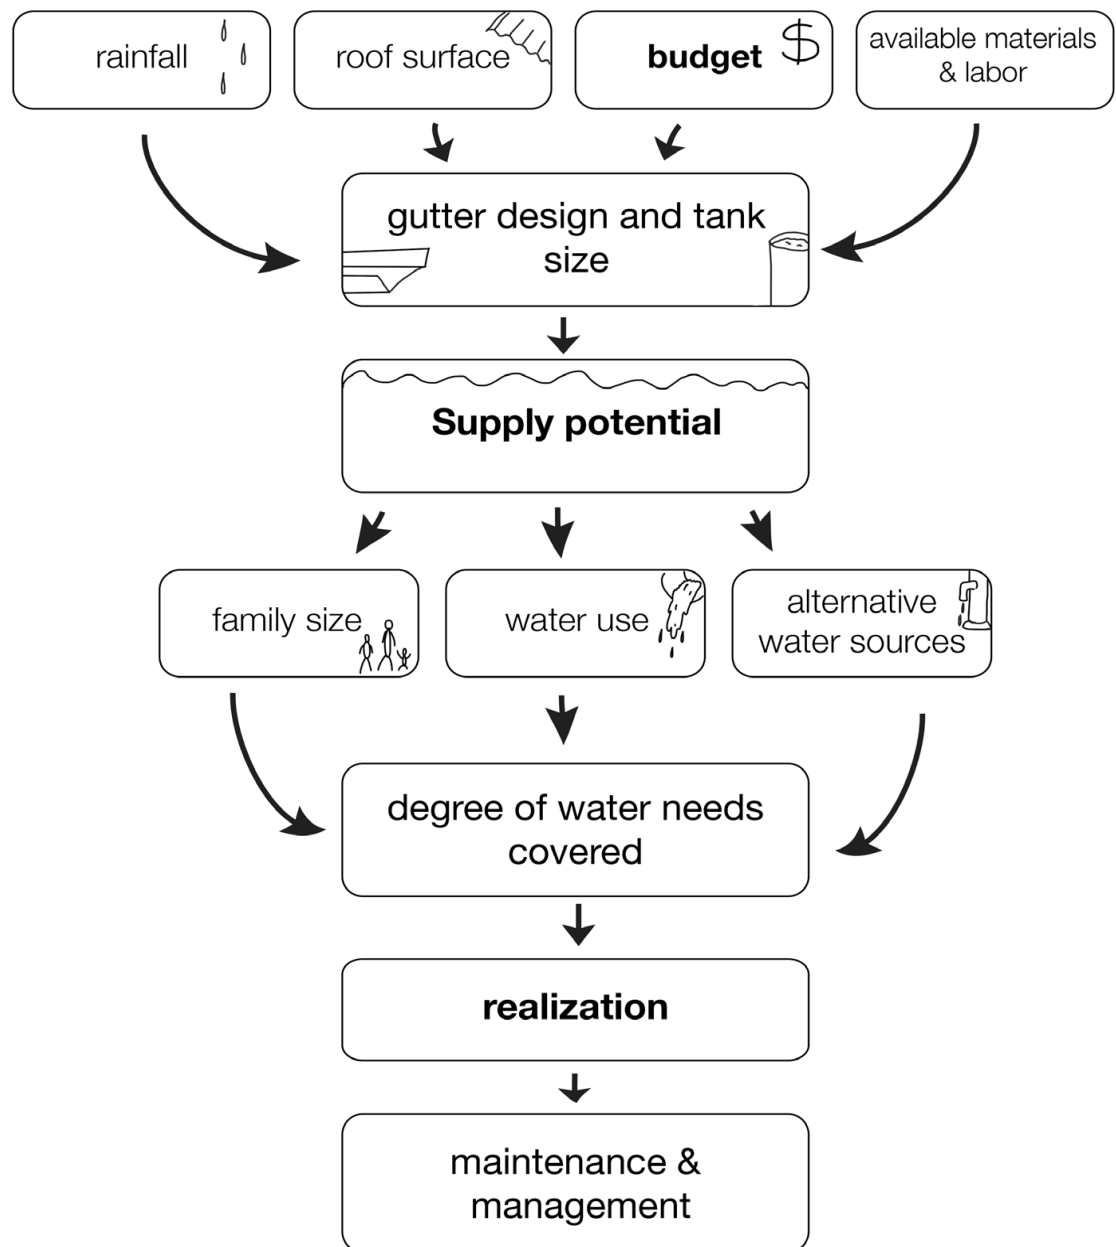 rainfall
roof surface
budget $
available materials
& labor
gutter design and tank
size
Supply potential
family size
water use
alternative
water sources
degree of water needs
covered
realization
maintenance &
management